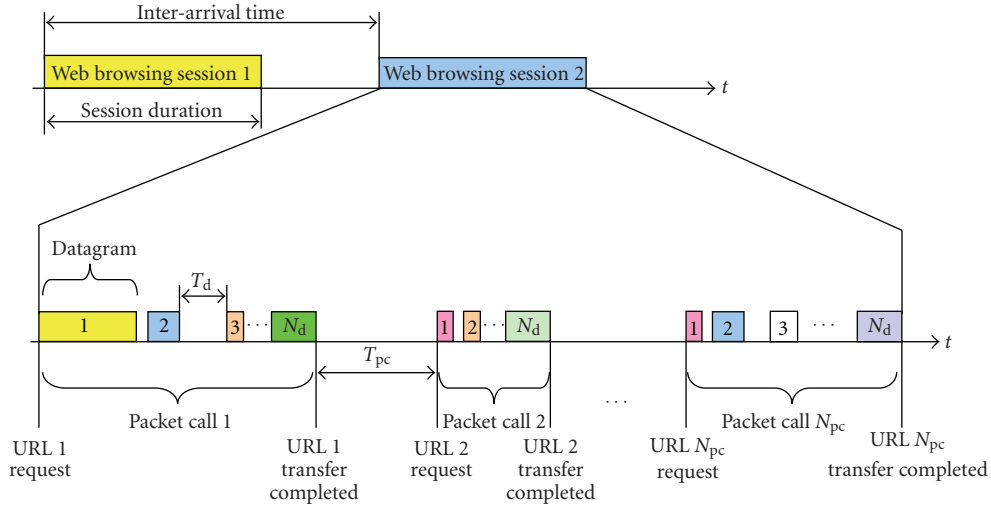 Inter-arrival time
Web browsing session 1
Web browsing session 2
t
Session duration
Datagram
T_d
1
2
3
...
N_d
1
2
...
N_d
1
2
3
...
N_d
t
T_pc
Packet call 1
Packet call 2
...
Packet call N_pc
URL 1
request
URL 1
transfer
completed
URL 2
request
URL 2
transfer
completed
URL N_pc
request
URL N_pc
transfer completed